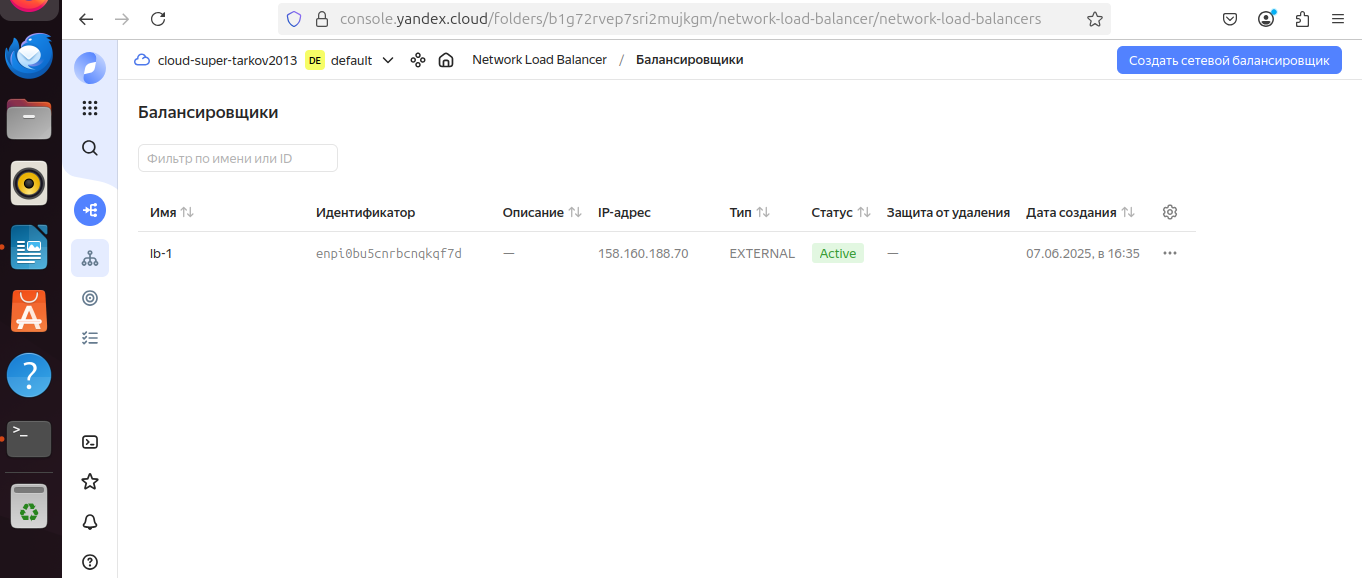 console.yandex.cloud/folders/b1g72rvep7sri2mujkgm/network-load-balancer/network-load-balancers
cloud-super-tarkov2013 DE default Network Load Balancer / Балансировщики Создать сетевой балансировщик
Балансировщики
Фильтр по имени или ID
Имя Идентификатор Описание IP-адрес Тип Статус Защита от удаления Дата создания
lb-1 enpi0bu5cnrbcnqkqf7d — 158.160.188.70 EXTERNAL Active — 07.06.2025, в 16:35